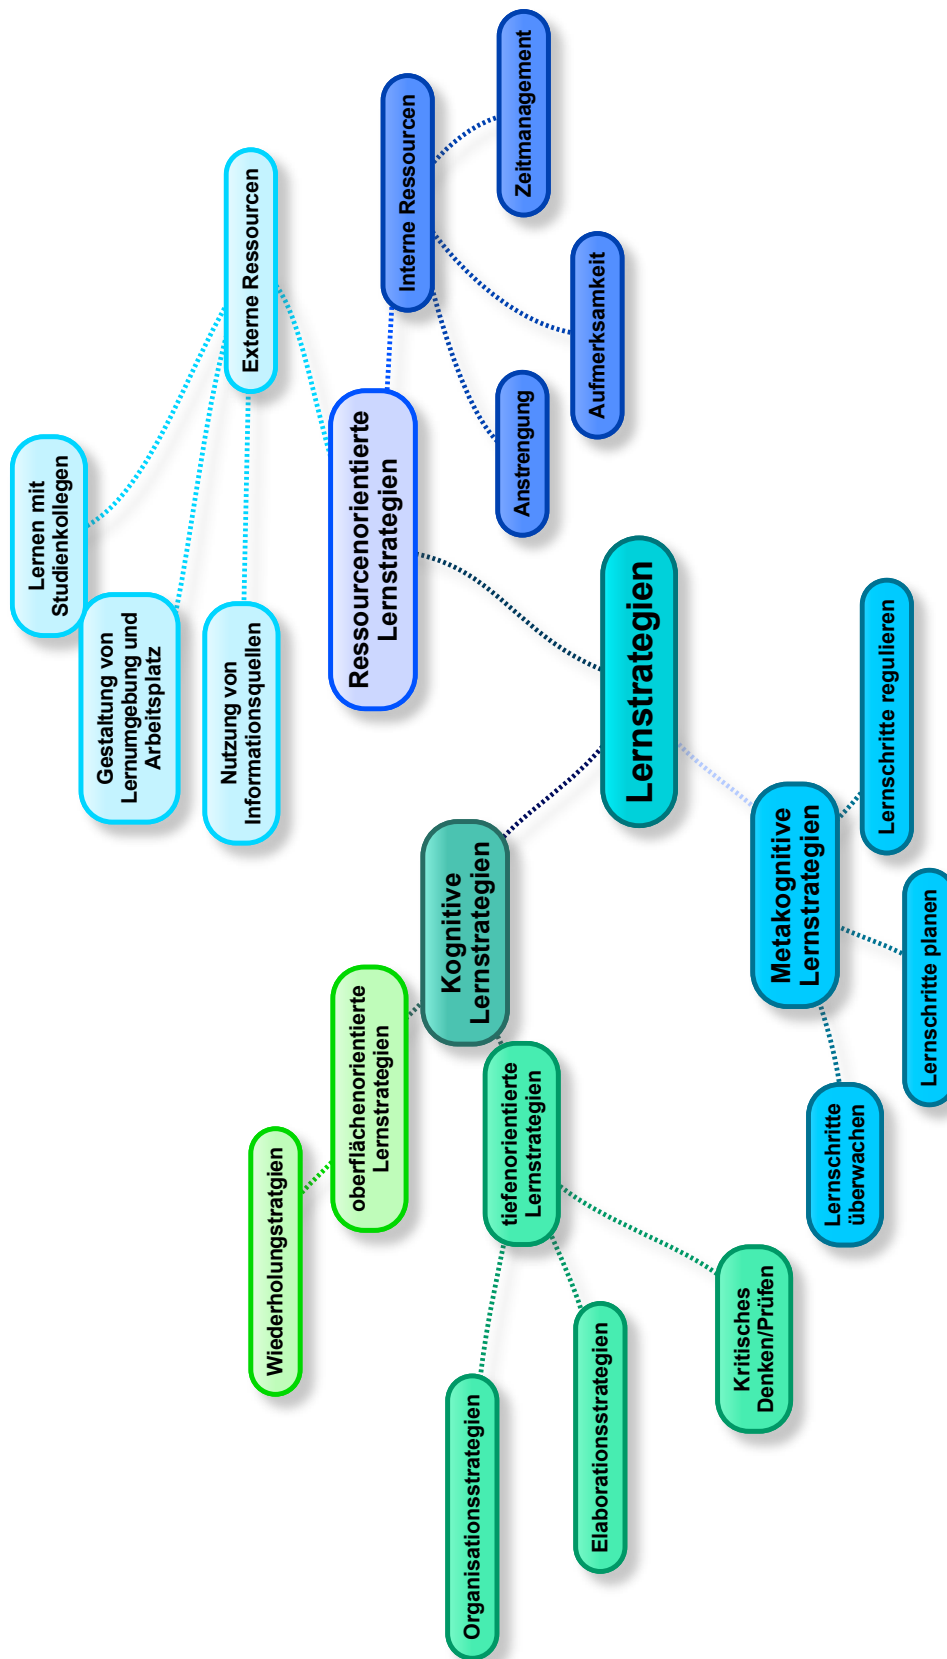 Lernstrategien
Ressourcenorientierte
Lernstrategien
Externe Ressourcen
Lernen mit
Studienkollegen
Gestaltung von
Lernumgebung und
Arbeitsplatz
Nutzung von
Informationsquellen
Interne Ressourcen
Zeitmanagement
Aufmerksamkeit
Anstrengung
Kognitive
Lernstrategien
oberflächenorientierte
Lernstrategien
Wiederholungstratgien
tiefenorientierte
Lernstrategien
Organisationsstrategien
Elaborationsstrategien
Kritisches
Denken/Prüfen
Metakognitive
Lernstrategien
Lernschritte
überwachen
Lernschritte planen
Lernschritte regulieren